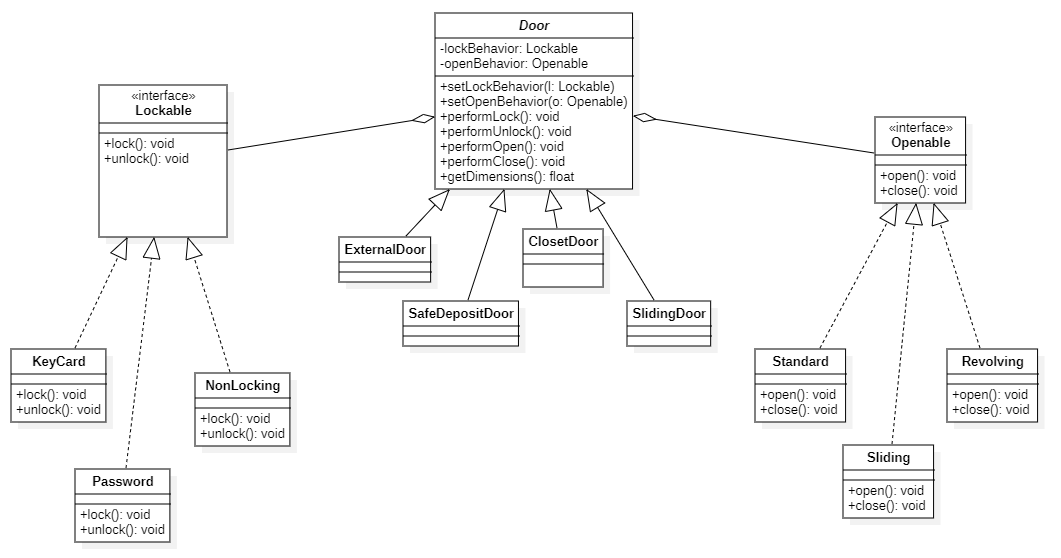 Door
-lockBehavior: Lockable
-openBehavior: Openable
+setLockBehavior(l: Lockable)
+setOpenBehavior(o: Openable)
+performLock(): void
+performUnlock(): void
+performOpen(): void
+performClose(): void
+getDimensions(): float
«interface»
Lockable
+lock(): void
+unlock(): void
«interface»
Openable
+open(): void
+close(): void
ExternalDoor
ClosetDoor
SafeDepositDoor
SlidingDoor
KeyCard
+lock(): void
+unlock(): void
NonLocking
+lock(): void
+unlock(): void
Password
+lock(): void
+unlock(): void
Standard
+open(): void
+close(): void
Revolving
+open(): void
+close(): void
Sliding
+open(): void
+close(): void